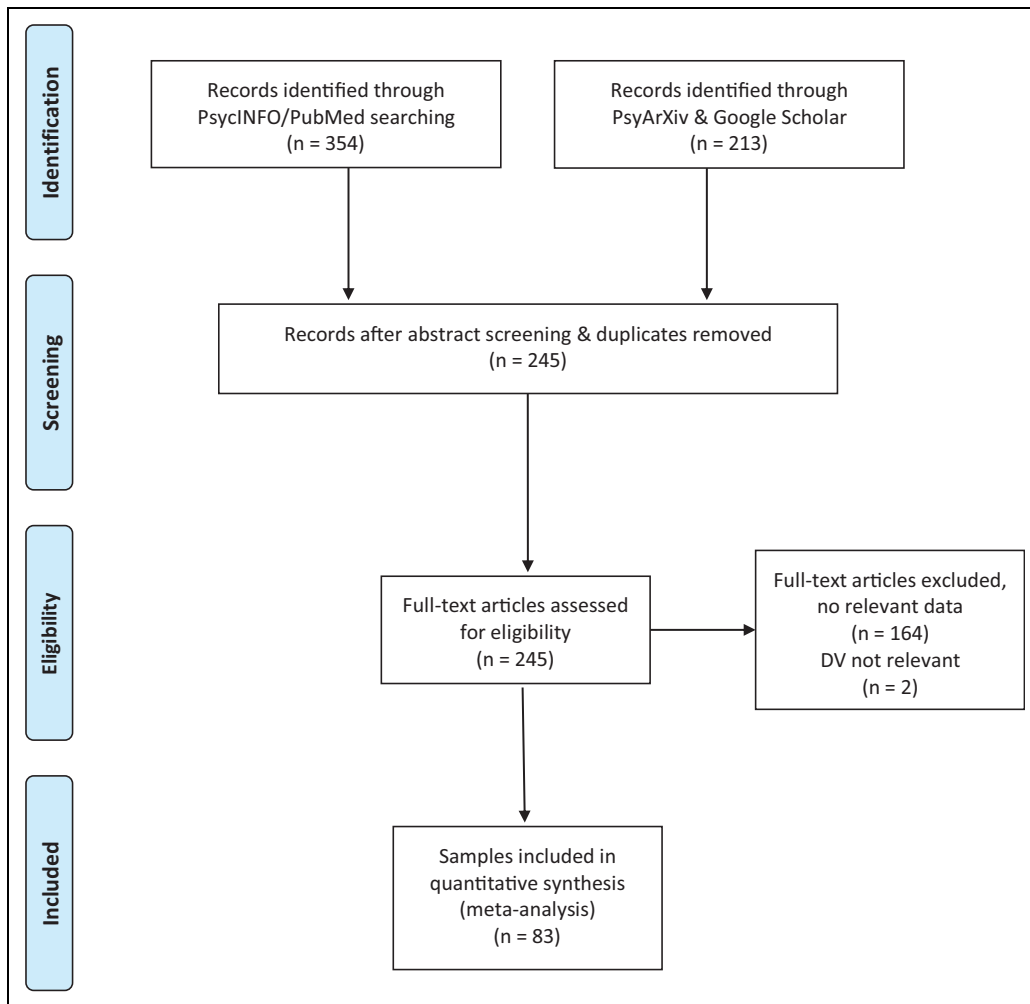 Identification
Records identified through
PsycINFO/PubMed searching
(n = 354)
Records identified through
PsyArXiv & Google Scholar
(n = 213)
Screening
Records after abstract screening & duplicates removed
(n = 245)
Eligibility
Full-text articles assessed
for eligibility
(n = 245)
Full-text articles excluded,
no relevant data
(n = 164)
DV not relevant
(n = 2)
Included
Samples included in
quantitative synthesis
(meta-analysis)
(n = 83)